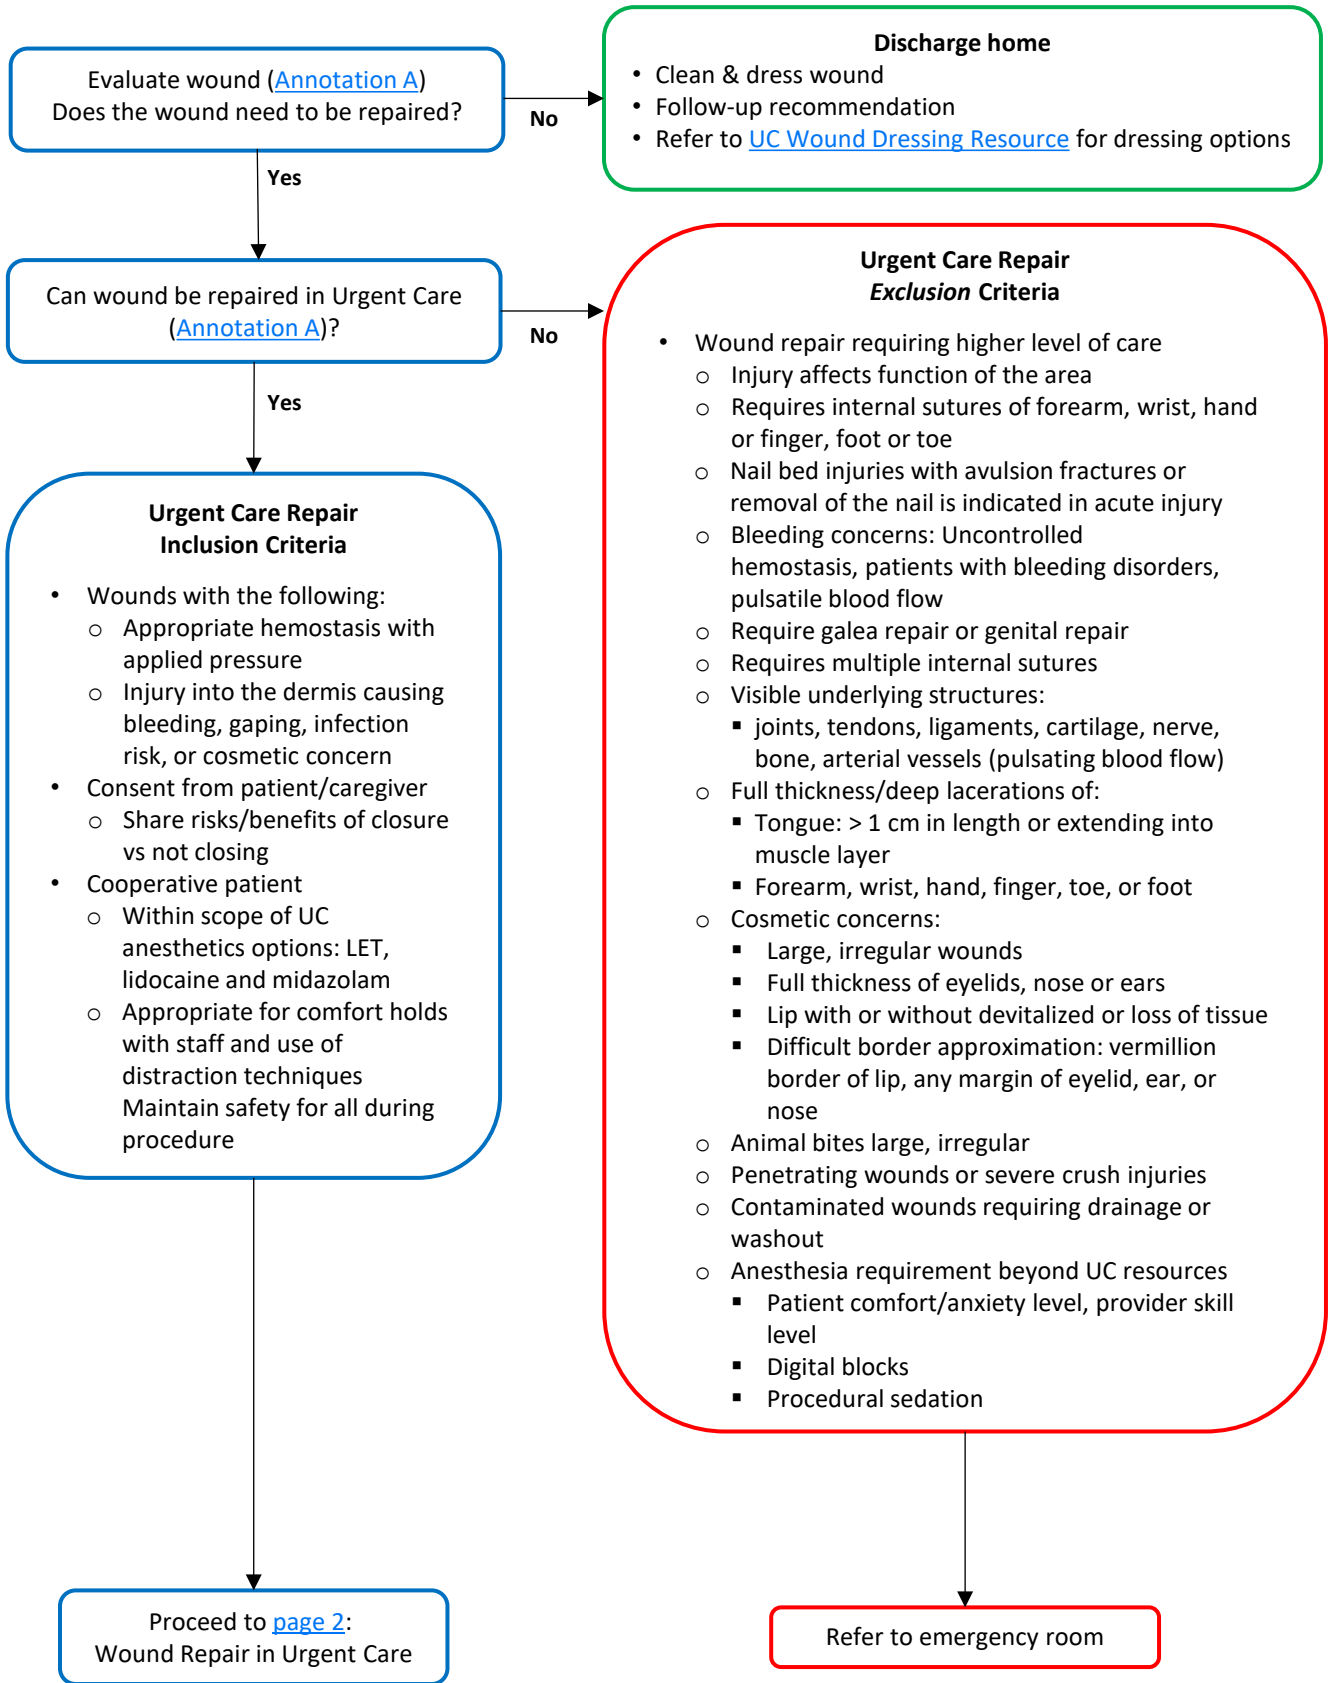 Evaluate wound (Annotation A)
Does the wound need to be repaired?
No
Discharge home
• Clean & dress wound
• Follow-up recommendation
• Refer to UC Wound Dressing Resource for dressing options
Yes
Can wound be repaired in Urgent Care
(Annotation A)?
No
Yes
Urgent Care Repair
Inclusion Criteria
• Wounds with the following:
o Appropriate hemostasis with
applied pressure
o Injury into the dermis causing
bleeding, gaping, infection
risk, or cosmetic concern
• Consent from patient/caregiver
o Share risks/benefits of closure
vs not closing
• Cooperative patient
o Within scope of UC
anesthetics options: LET,
lidocaine and midazolam
o Appropriate for comfort holds
with staff and use of
distraction techniques
Maintain safety for all during
procedure
Urgent Care Repair
Exclusion Criteria
• Wound repair requiring higher level of care
o Injury affects function of the area
o Requires internal sutures of forearm, wrist, hand
or finger, foot or toe
o Nail bed injuries with avulsion fractures or
removal of the nail is indicated in acute injury
o Bleeding concerns: Uncontrolled
hemostasis, patients with bleeding disorders,
pulsatile blood flow
o Require galea repair or genital repair
o Requires multiple internal sutures
o Visible underlying structures:
▪ joints, tendons, ligaments, cartilage, nerve,
bone, arterial vessels (pulsating blood flow)
o Full thickness/deep lacerations of:
▪ Tongue: > 1 cm in length or extending into
muscle layer
▪ Forearm, wrist, hand, finger, toe, or foot
o Cosmetic concerns:
▪ Large, irregular wounds
▪ Full thickness of eyelids, nose or ears
▪ Lip with or without devitalized or loss of tissue
▪ Difficult border approximation: vermillion
border of lip, any margin of eyelid, ear, or
nose
o Animal bites large, irregular
o Penetrating wounds or severe crush injuries
o Contaminated wounds requiring drainage or
washout
o Anesthesia requirement beyond UC resources
▪ Patient comfort/anxiety level, provider skill
level
▪ Digital blocks
▪ Procedural sedation
Proceed to page 2:
Wound Repair in Urgent Care
Refer to emergency room